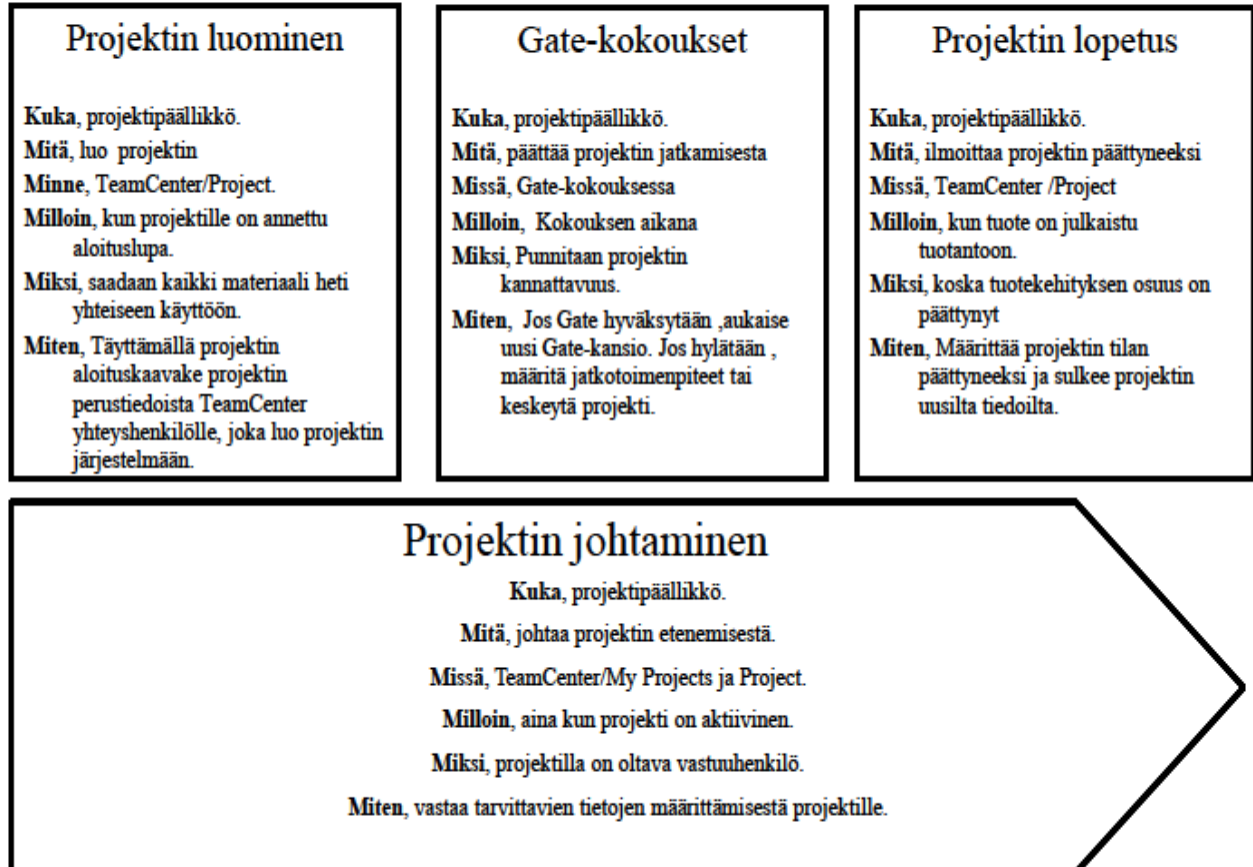 Projektin luominen
Kuka, projektipäällikkö.
Mitä, luo projektin
Minne, TeamCenter/Project.
Milloin, kun projektille on annettu
aloituslupa.
Miksi, saadaan kaikki materiaali heti
yhteiseen käyttöön.
Miten, Täyttämällä projektin
aloituskaavake projektin
perustiedoista TeamCenter
yhteyshenkilölle, joka luo projektin
järjestelmään.
Gate-kokoukset
Kuka, projektipäällikkö.
Mitä, päättää projektin jatkamisesta
Missä, Gate-kokouksessa
Milloin, Kokouksen aikana
Miksi, Punnitaan projektin
kannattavuus.
Miten, Jos Gate hyväksytään ,aukaise
uusi Gate-kansio. Jos hylätään ,
määritä jatkotoimenpiteet tai
keskeytä projekti.
Projektin lopetus
Kuka, projektipäällikkö.
Mitä, ilmoittaa projektin päättyneeksi
Missä, TeamCenter /Project
Milloin, kun tuote on julkaistu
tuotantoon.
Miksi, koska tuotekehityksen osuus on
päättynyt
Miten, Määrittää projektin tilan
päättyneeksi ja sulkee projektin
uusilta tiedoilta.
Projektin johtaminen
Kuka, projektipäällikkö.
Mitä, johtaa projektin etenemisestä.
Missä, TeamCenter/My Projects ja Project.
Milloin, aina kun projekti on aktiivinen.
Miksi, projektilla on oltava vastuuhenkilö.
Miten, vastaa tarvittavien tietojen määrittämisestä projektille.